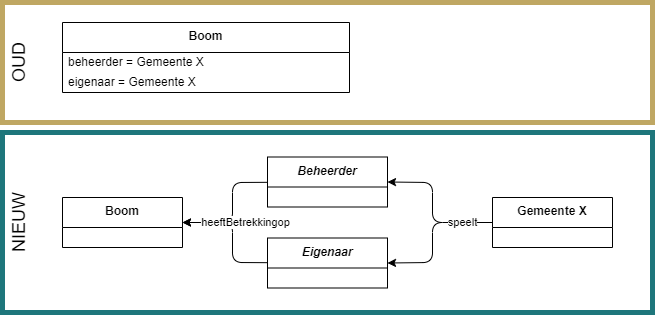 OUD
Boom
beheerder = Gemeente X
eigenaar = Gemeente X
NIEUW
Beheerder
Boom
heeftBetrekkingop
speelt
Gemeente X
Eigenaar